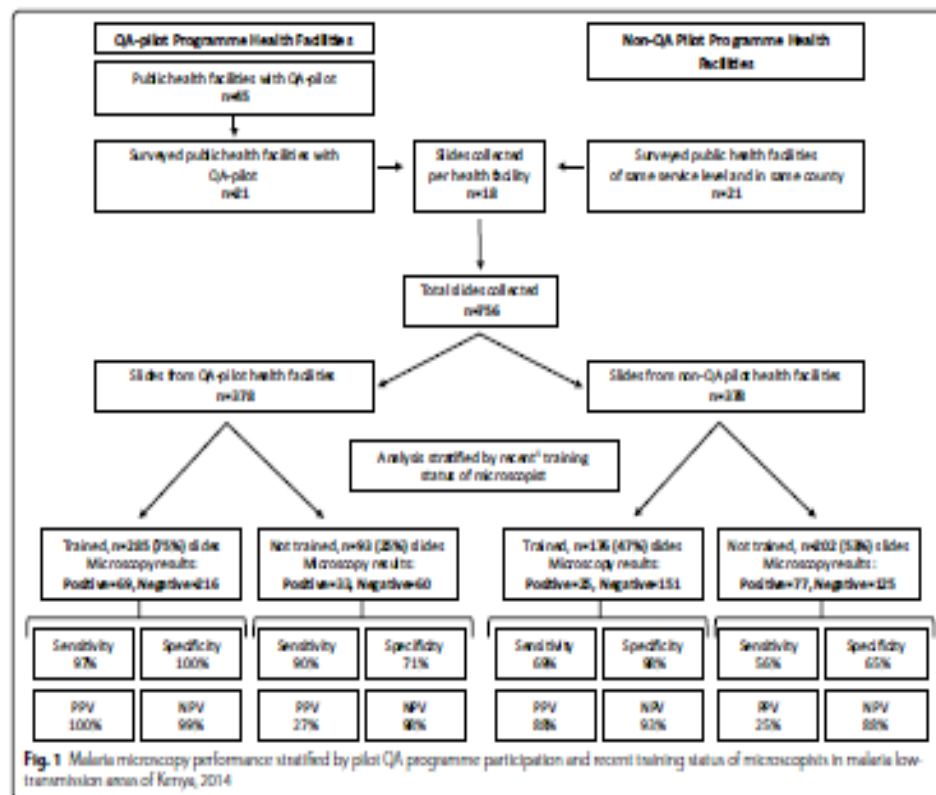 QA-pilot Programme Health Facilities
Non-QA Pilot Programme Health
Facilities
Public health facilities with QA-pilot
n=45
Surveyed public health facilities with
QA-pilot
n=21
Slides collected
per health facility
n=18
Surveyed public health facilities
of same service level and in same county
n=21
Total slides collected
n=756
Slides from QA-pilot health facilities
n=378
Slides from non-QA pilot health facilities
n=378
Analysis stratified by recent training
status of microscopist
Trained, n=285 (75%) slides
Microscopy results:
Positive=69, Negative=216
Not trained, n=93 (25%) slides
Microscopy results:
Positive=33, Negative=60
Trained, n=176 (47%) slides
Microscopy results:
Positive=25, Negative=151
Not trained, n=202 (53%) slides
Microscopy results:
Positive=77, Negative=125
Sensitivity
97%
Specificity
100%
Sensitivity
90%
Specificity
71%
Sensitivity
69%
Specificity
98%
Sensitivity
56%
Specificity
65%
PPV
100%
NPV
99%
PPV
27%
NPV
98%
PPV
88%
NPV
93%
PPV
25%
NPV
88%
Fig. 1 Malaria microscopy performance stratified by pilot QA programme participation and recent training status of microscopists in malaria low-
transmission areas of Kenya, 2014